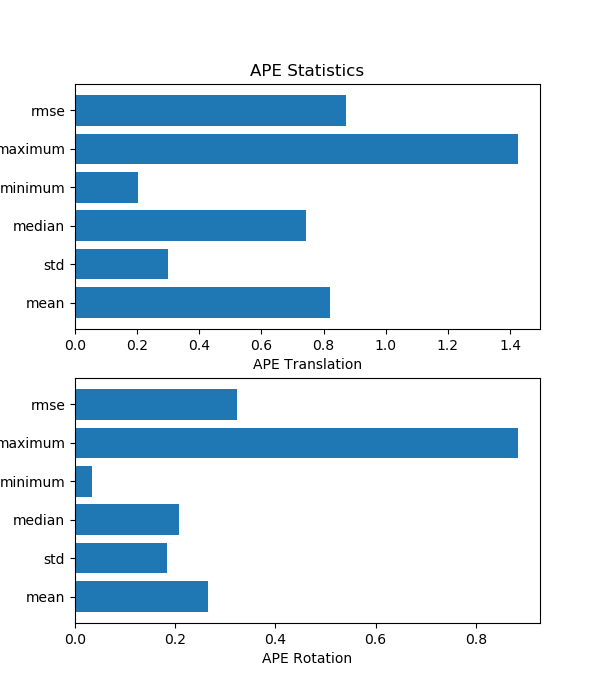 APE Statistics
rmse
maximum
minimum
median
std
mean
0.0 0.2 0.4 0.6 0.8 1.0 1.2 1.4
APE Translation
rmse
maximum
minimum
median
std
mean
0.0 0.2 0.4 0.6 0.8
APE Rotation